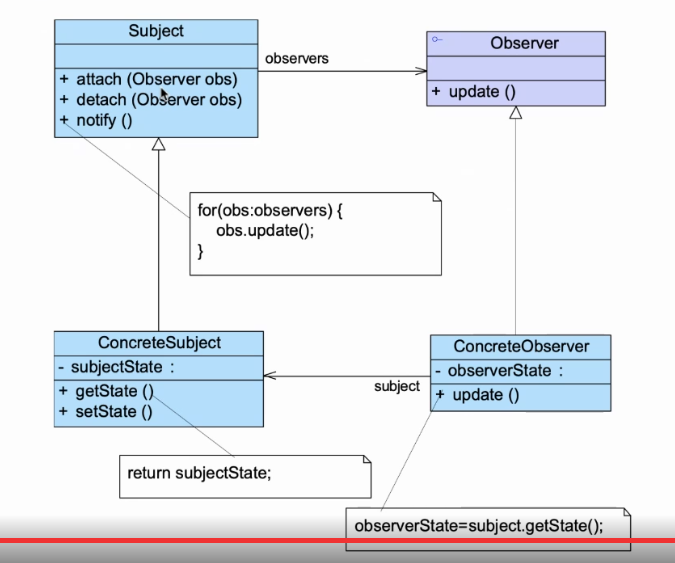 Subject
+ attach (Observer obs)
+ detach (Observer obs)
+ notify ()
observers
Observer
+ update ()
for(obs:observers) {
obs.update();
}
ConcreteSubject
- subjectState :
+ getState ()
+ setState ()
subject
ConcreteObserver
- observerState :
+ update ()
return subjectState;
observerState=subject.getState();